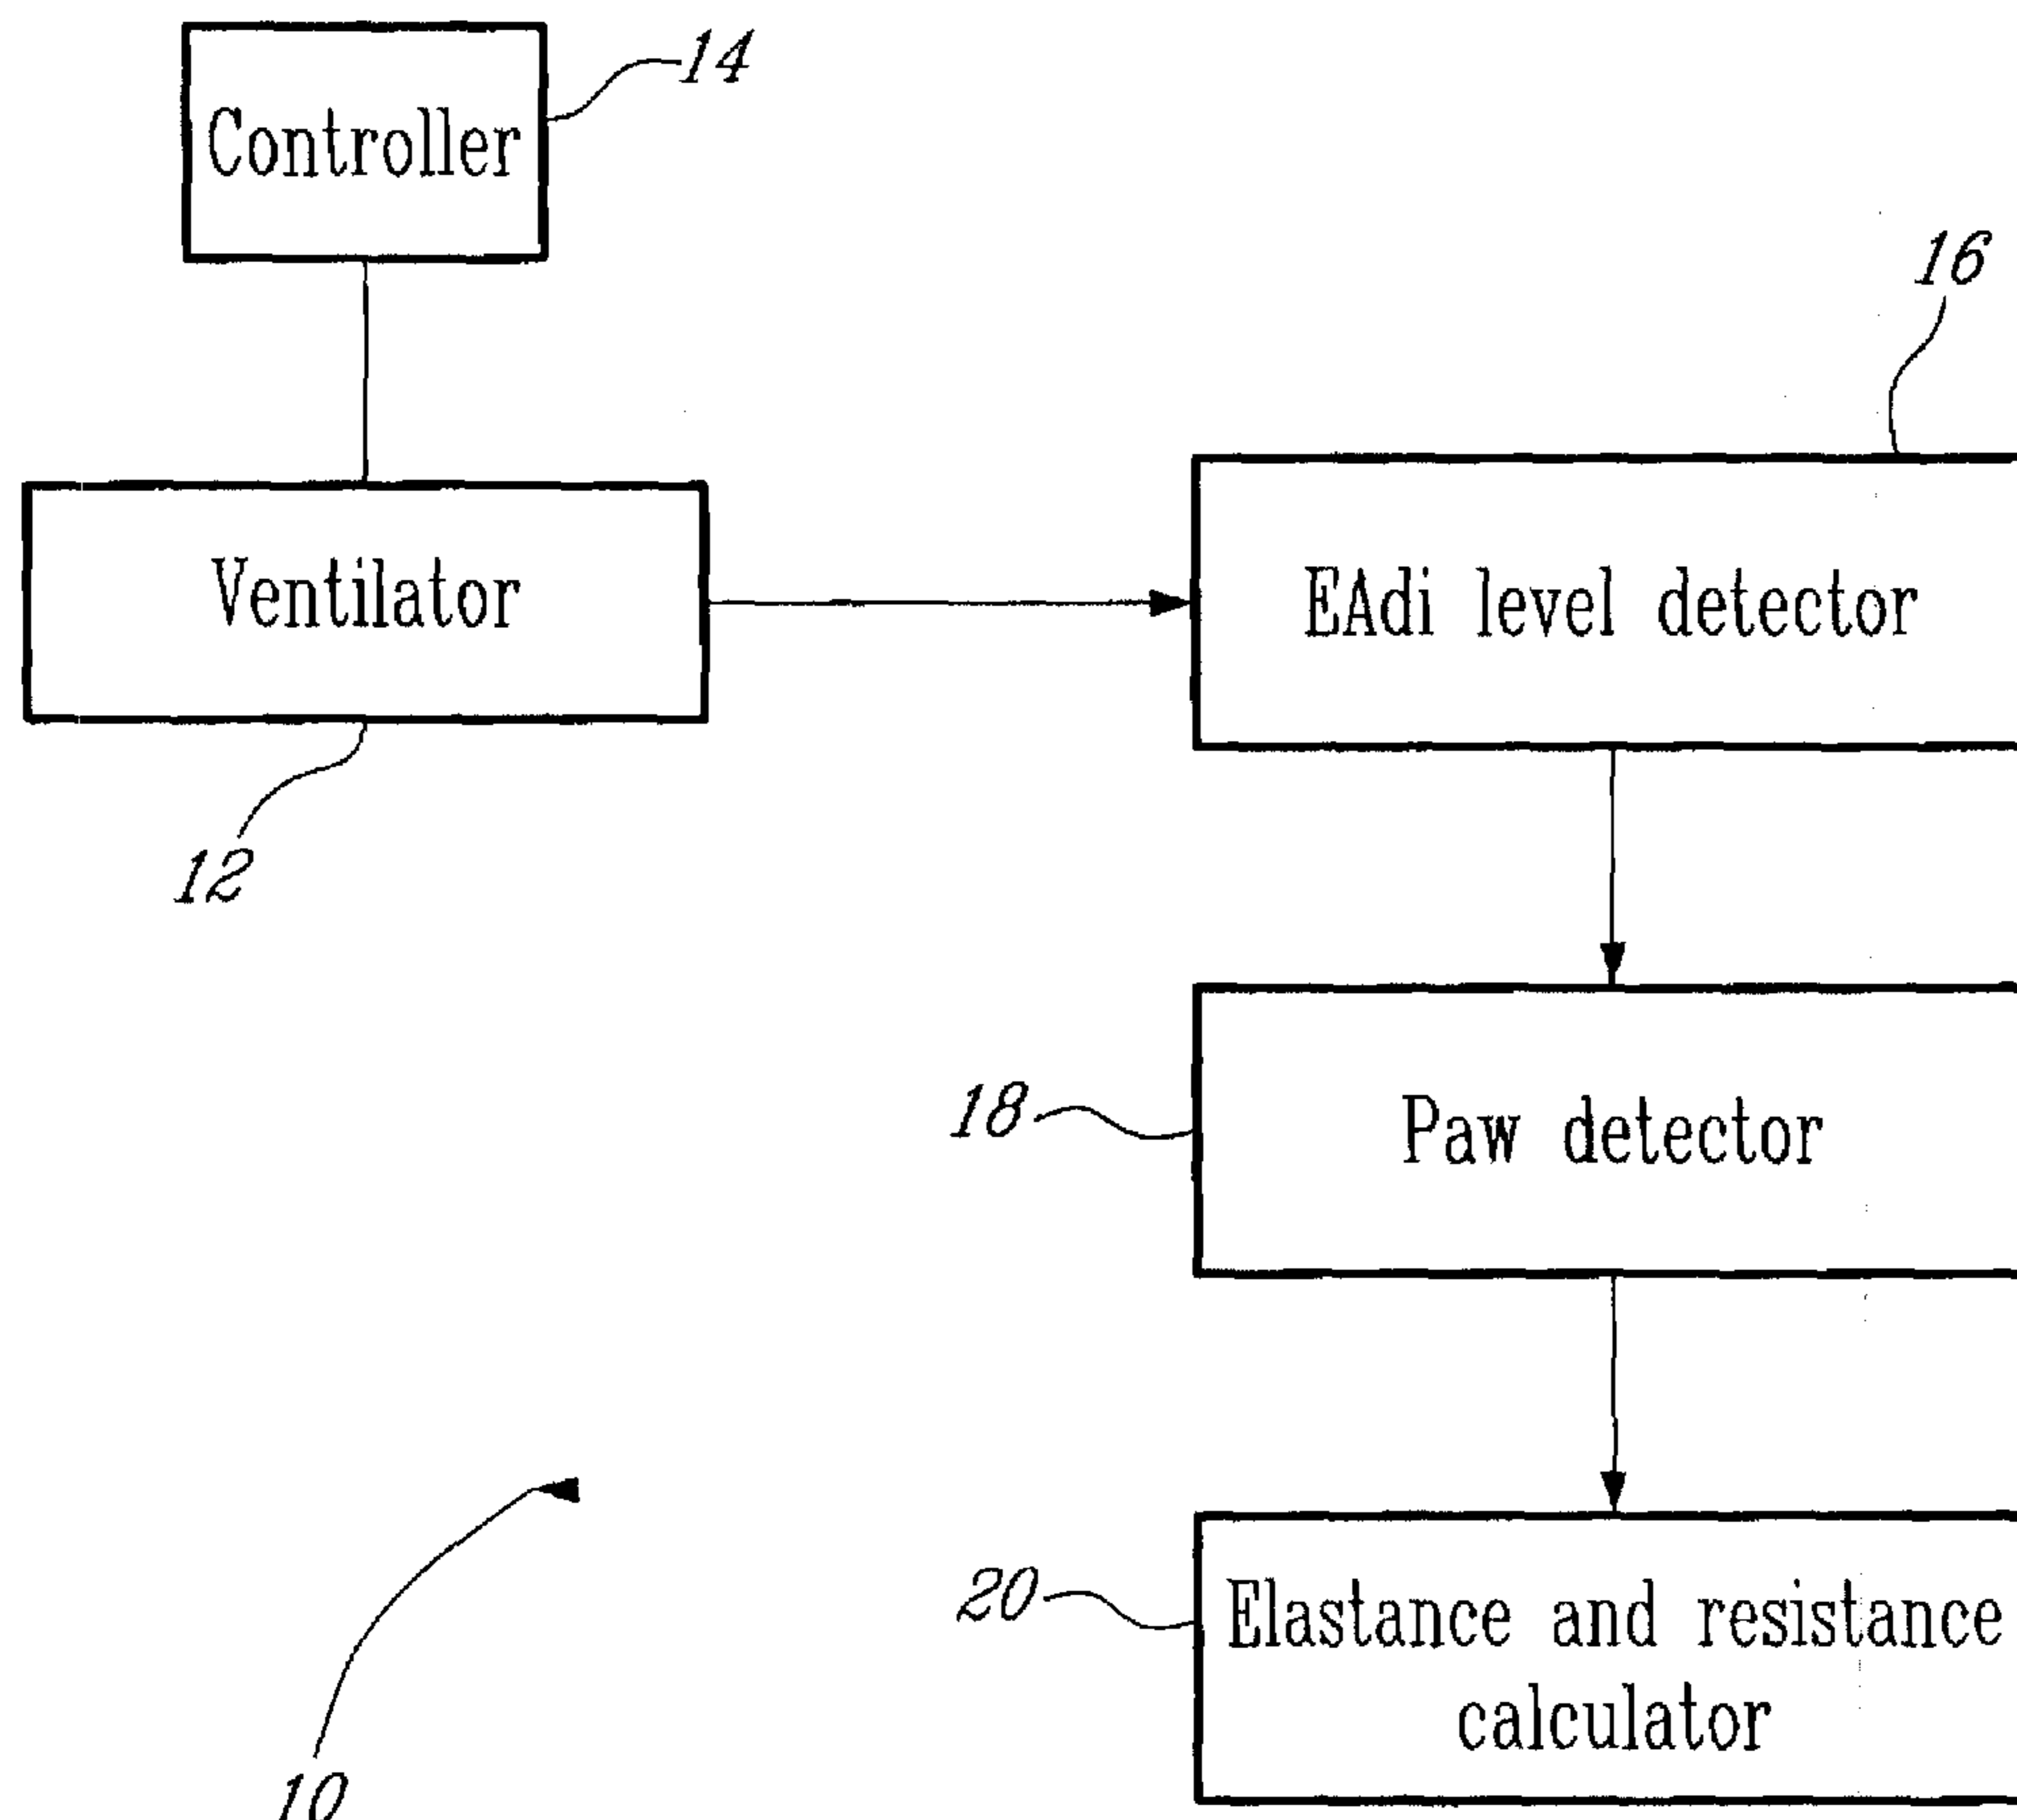 14
Controller
16
Ventilator
EAdi level detector
12
18
Paw detector
20
Elastance and resistance
calculator
10